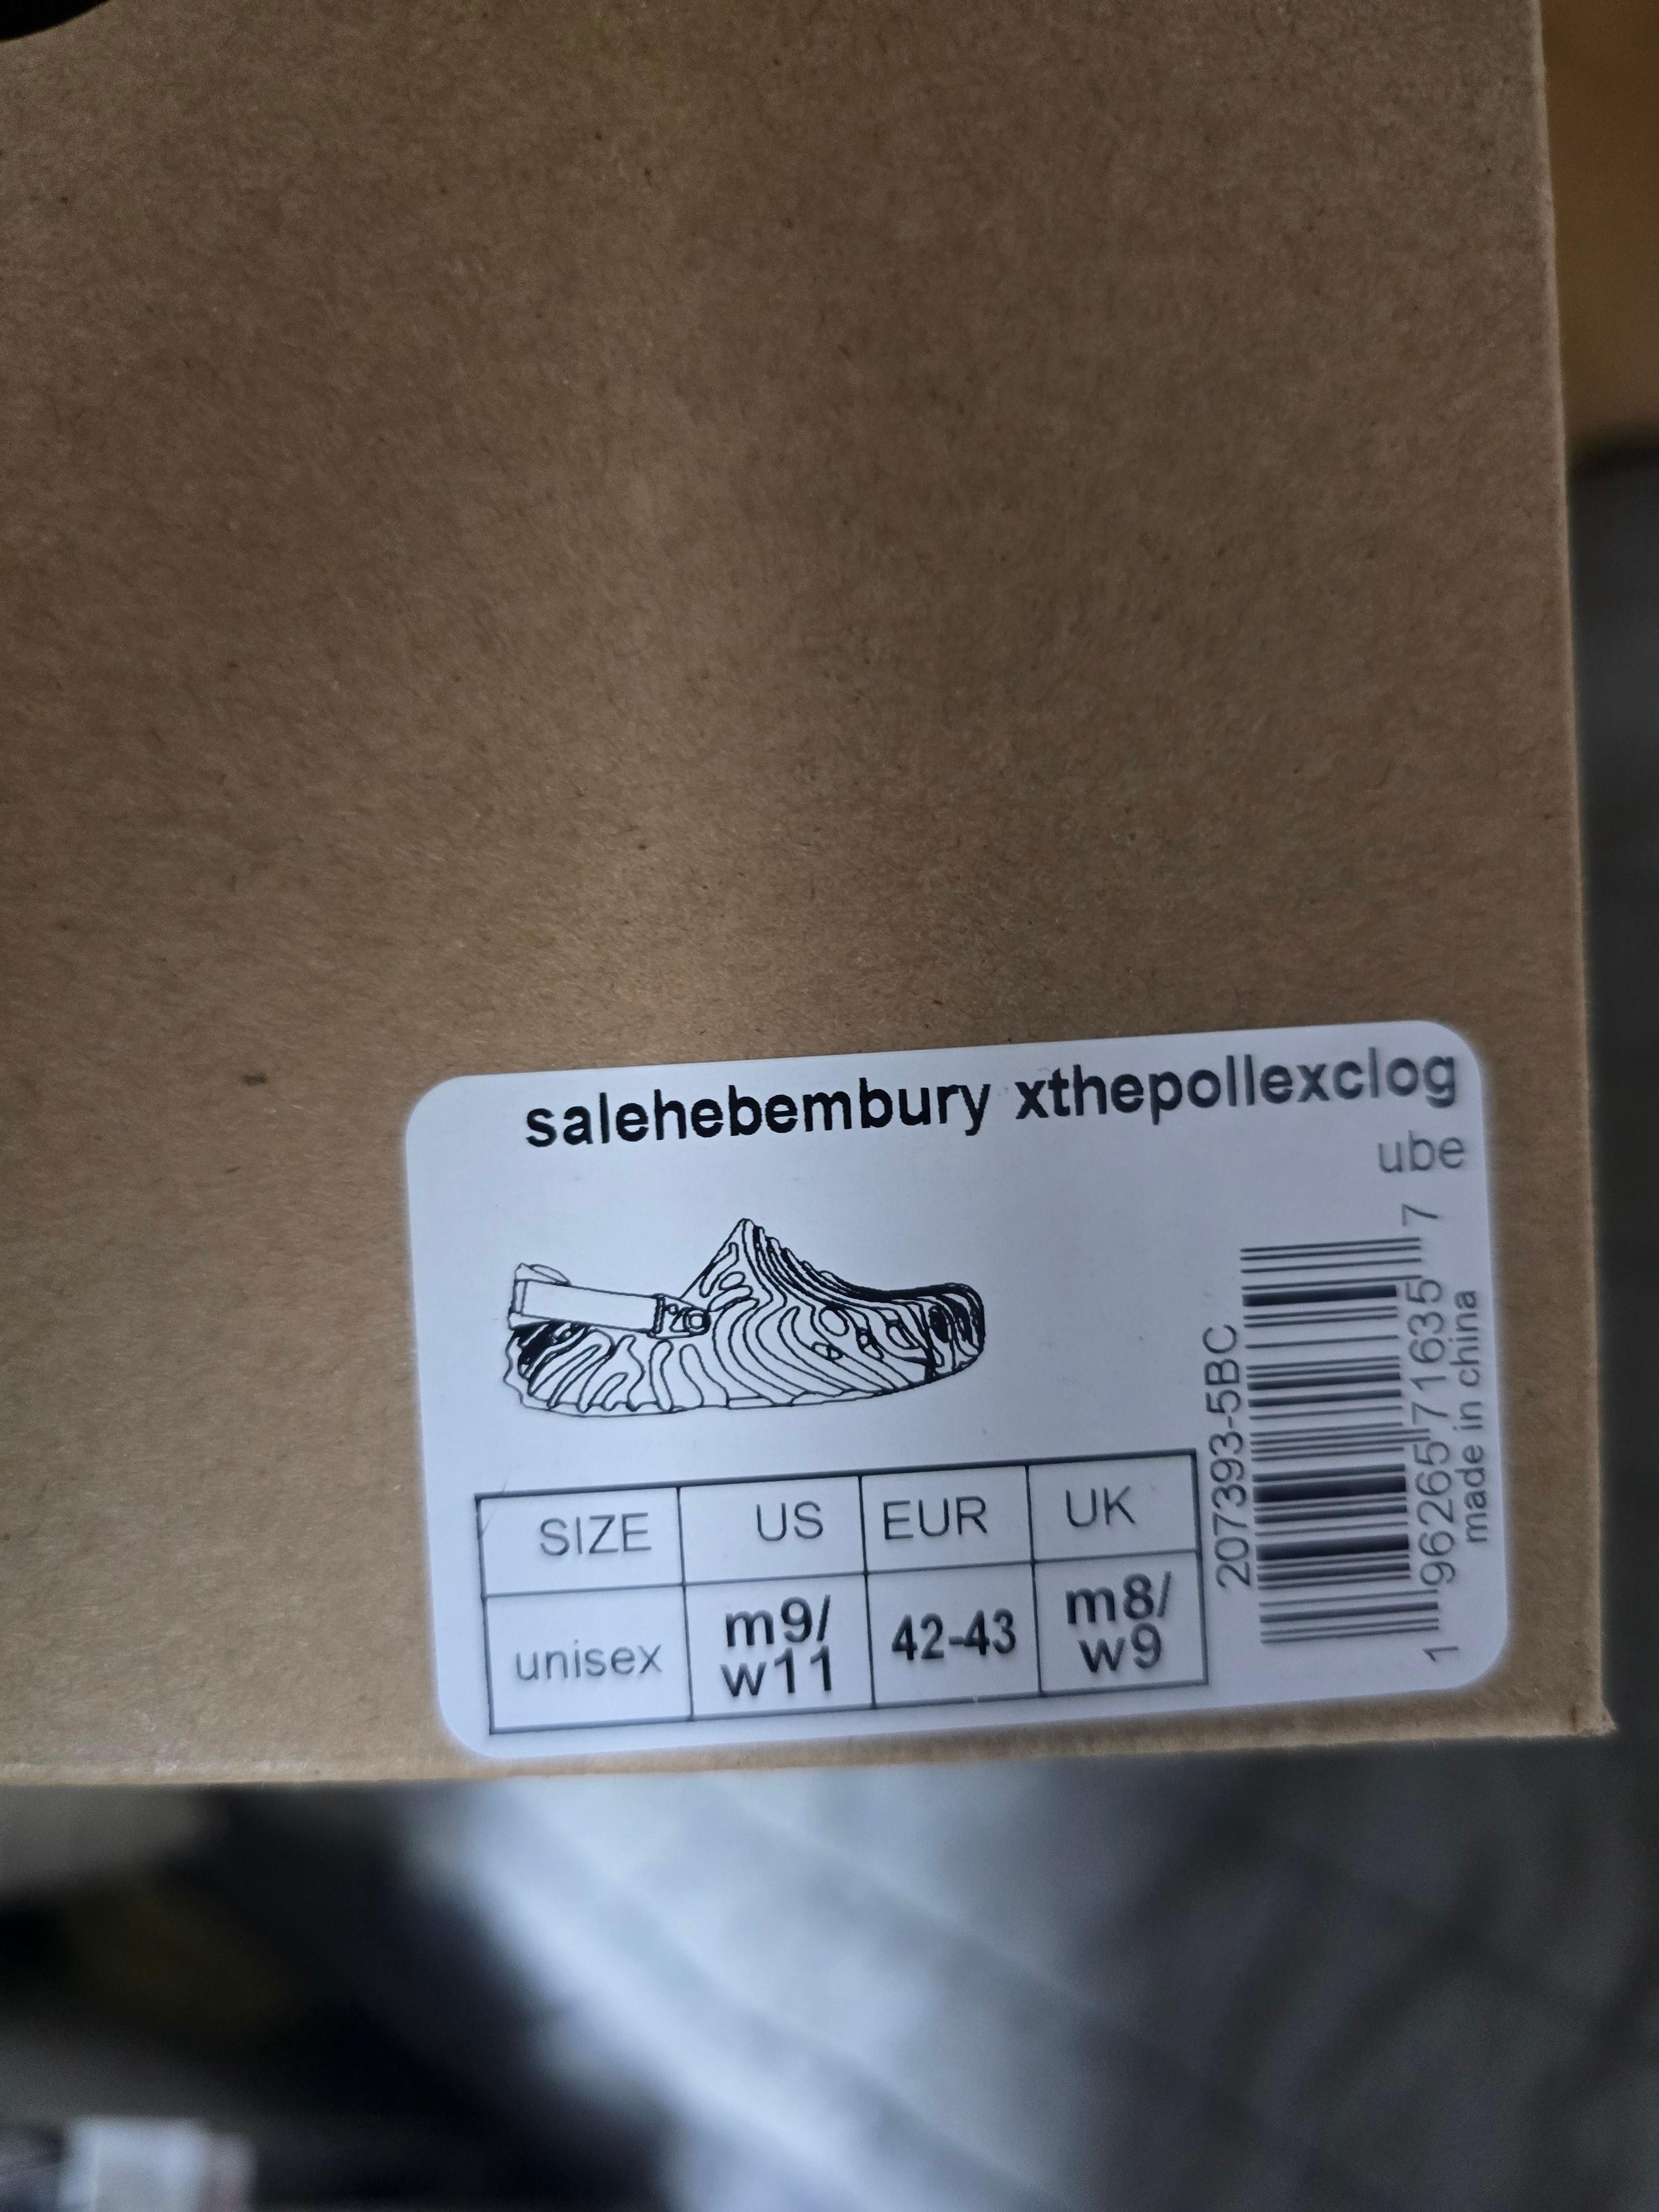 salehebembury xthepollexclog
ube
SIZE US EUR UK
unisex m9/ w11 42-43 m8/ w9
207393-5BC
1 96265 71635 7
made in china